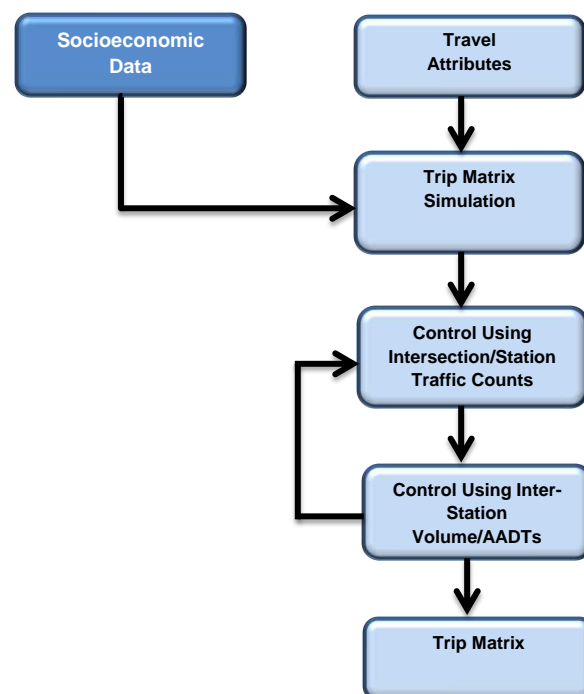 Socioeconomic
Data
Travel
Attributes
Trip Matrix
Simulation
Control Using
Intersection/Station
Traffic Counts
Control Using Inter-
Station
Volume/AADTs
Trip Matrix